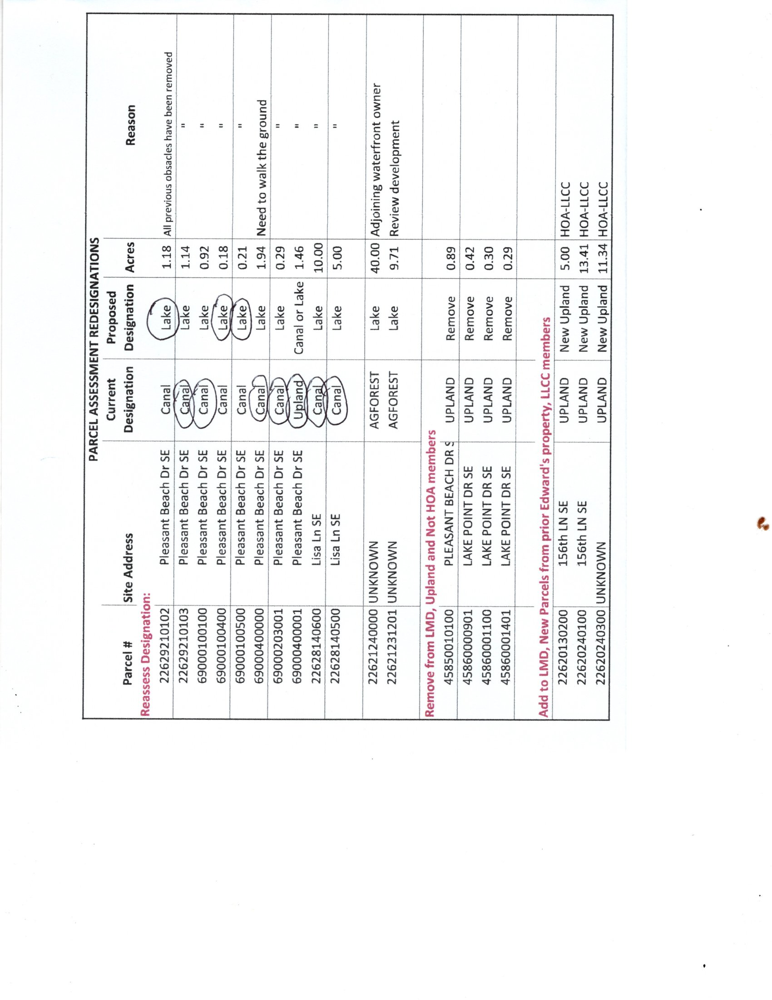 PARCEL ASSESSMENT REDESIGNATIONS
Parcel # Site Address Current Designation Proposed Designation Acres Reason
Reassess Designation:
22629210102 Pleasant Beach Dr SE Canal Lake 1.18 All previous obsacles have been removed
22629210103 Pleasant Beach Dr SE Canal Lake 1.14 "
69000100100 Pleasant Beach Dr SE Canal Lake 0.92 "
69000100400 Pleasant Beach Dr SE Canal Lake 0.18 "
69000100500 Pleasant Beach Dr SE Canal Lake 0.21 "
69000400000 Pleasant Beach Dr SE Canal Lake 1.94 Need to walk the ground
69000203001 Pleasant Beach Dr SE Canal Lake 0.29 "
69000400001 Pleasant Beach Dr SE Upland Canal or Lake 1.46 "
22628140600 Lisa Ln SE Canal Lake 10.00 "
22628140500 Lisa Ln SE Canal Lake 5.00 "
22621240000 UNKNOWN AGFOREST Lake 40.00 Adjoining waterfront owner
22621231201 UNKNOWN AGFOREST Lake 9.71 Review development
Remove from LMD, Upland and Not HOA members
45850010100 PLEASANT BEACH DR S UPLAND Remove 0.89
45860000901 LAKE POINT DR SE UPLAND Remove 0.42
45860001100 LAKE POINT DR SE UPLAND Remove 0.30
45860001401 LAKE POINT DR SE UPLAND Remove 0.29
Add to LMD, New Parcels from prior Edward's property, LLCC members
22620130200 156th LN SE UPLAND New Upland 5.00 HOA-LLCC
22620240100 156th LN SE UPLAND New Upland 13.41 HOA-LLCC
22620240300 UNKNOWN UPLAND New Upland 11.34 HOA-LLCC